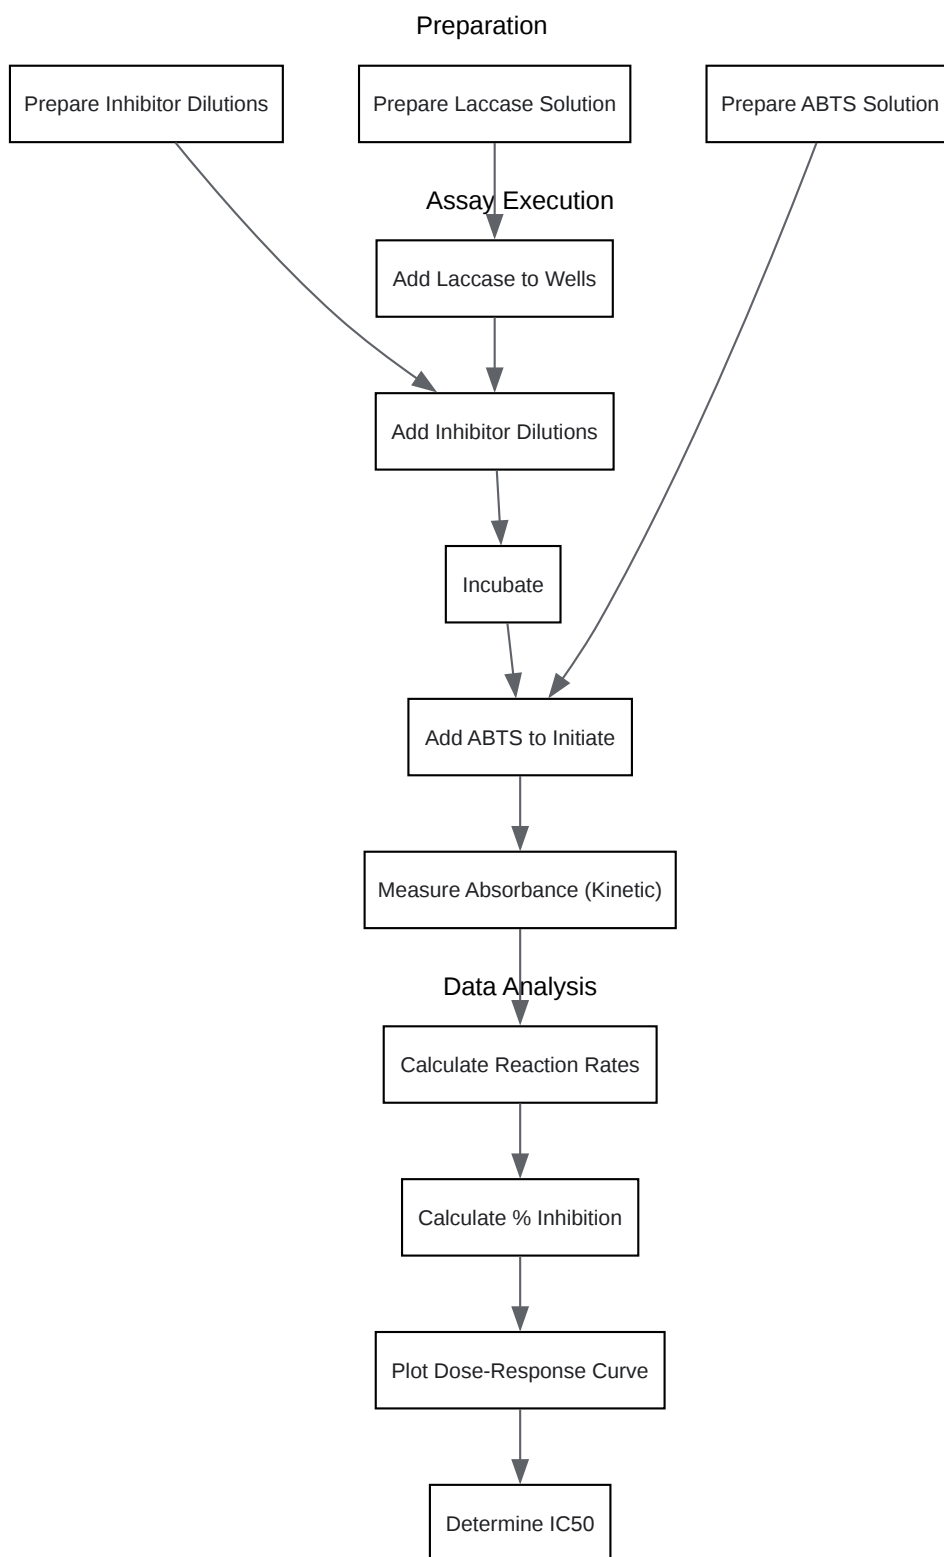 Preparation
Prepare Inhibitor Dilutions
Prepare Laccase Solution
Prepare ABTS Solution
Assay Execution
Add Laccase to Wells
Add Inhibitor Dilutions
Incubate
Add ABTS to Initiate
Measure Absorbance (Kinetic)
Data Analysis
Calculate Reaction Rates
Calculate % Inhibition
Plot Dose-Response Curve
Determine IC50